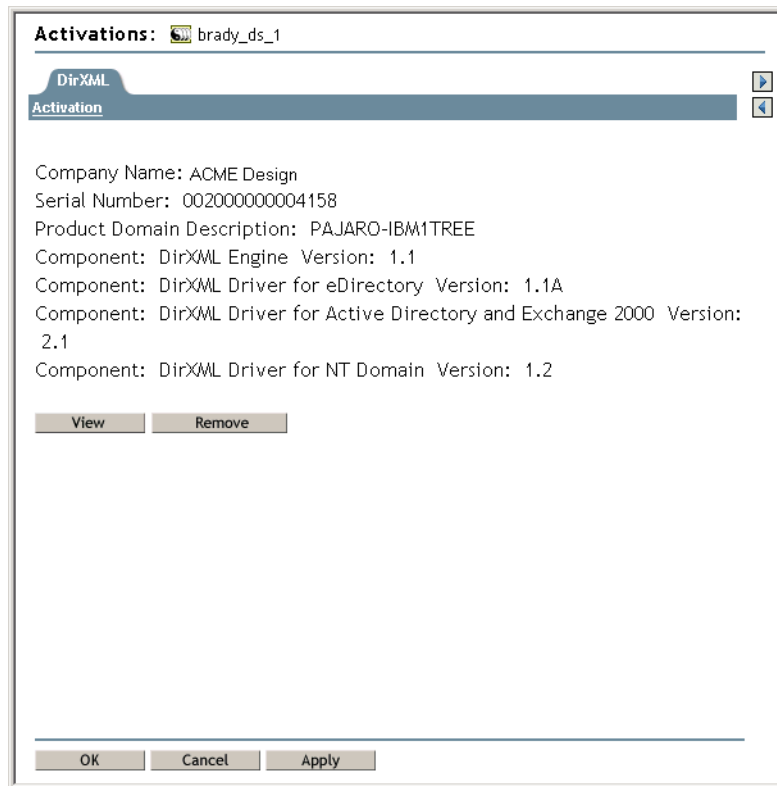 Activations: brady_ds_1
DirXML
Activation
Company Name: ACME Design
Serial Number: 002000000004158
Product Domain Description: PAJARO-IBM1TREE
Component: DirXML Engine Version: 1.1
Component: DirXML Driver for eDirectory Version: 1.1A
Component: DirXML Driver for Active Directory and Exchange 2000 Version:
2.1
Component: DirXML Driver for NT Domain Version: 1.2
View Remove
OK Cancel Apply